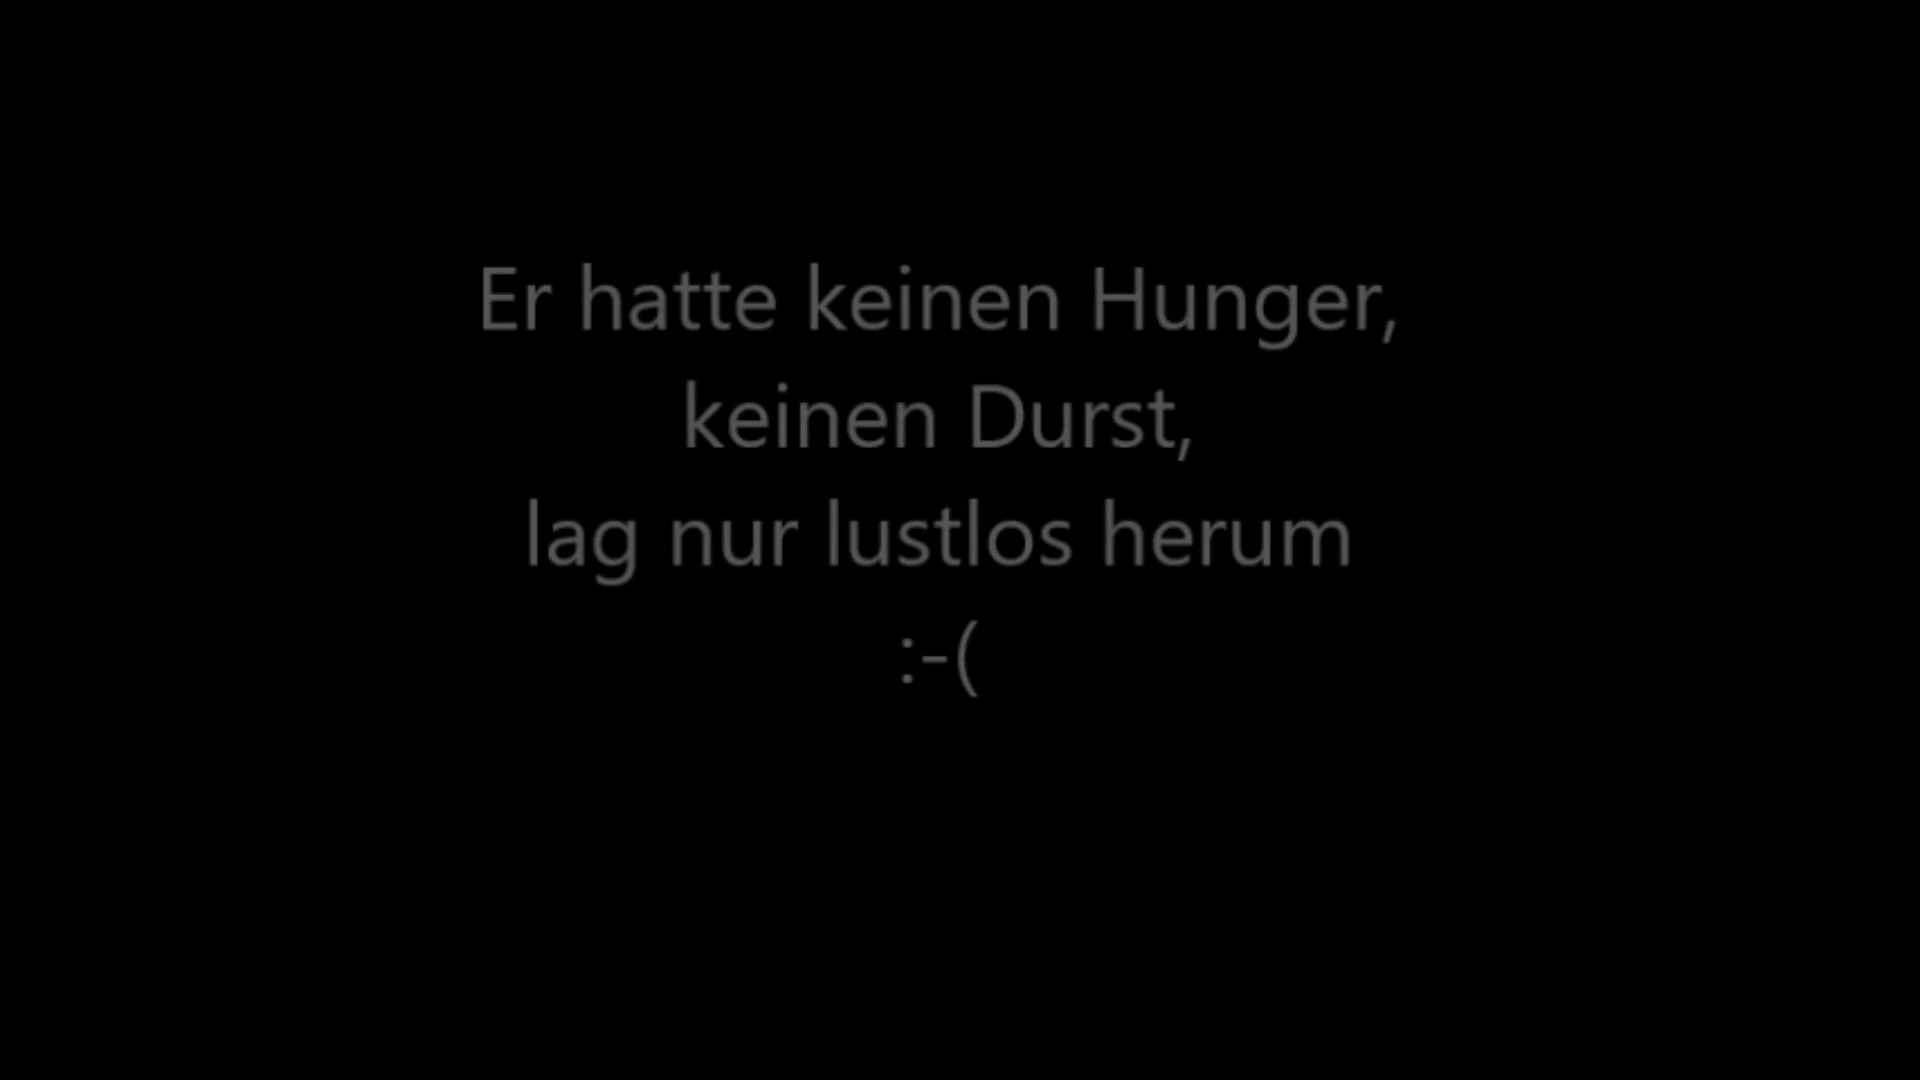 Er hatte keinen Hunger,
keinen Durst,
lag nur lustlos herum
:-(